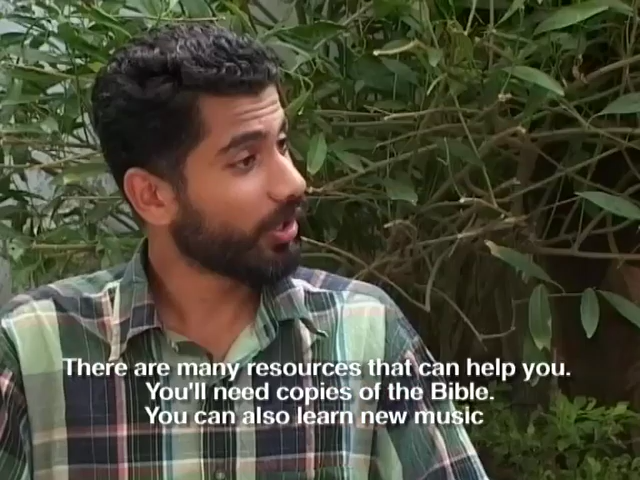 There are many resources that can help you.
You'll need copies of the Bible.
You can also learn new music